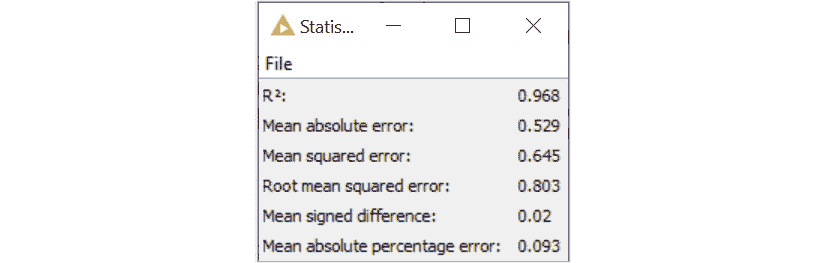 Statis...
File
R²: 0.968
Mean absolute error: 0.529
Mean squared error: 0.645
Root mean squared error: 0.803
Mean signed difference: 0.02
Mean absolute percentage error: 0.093